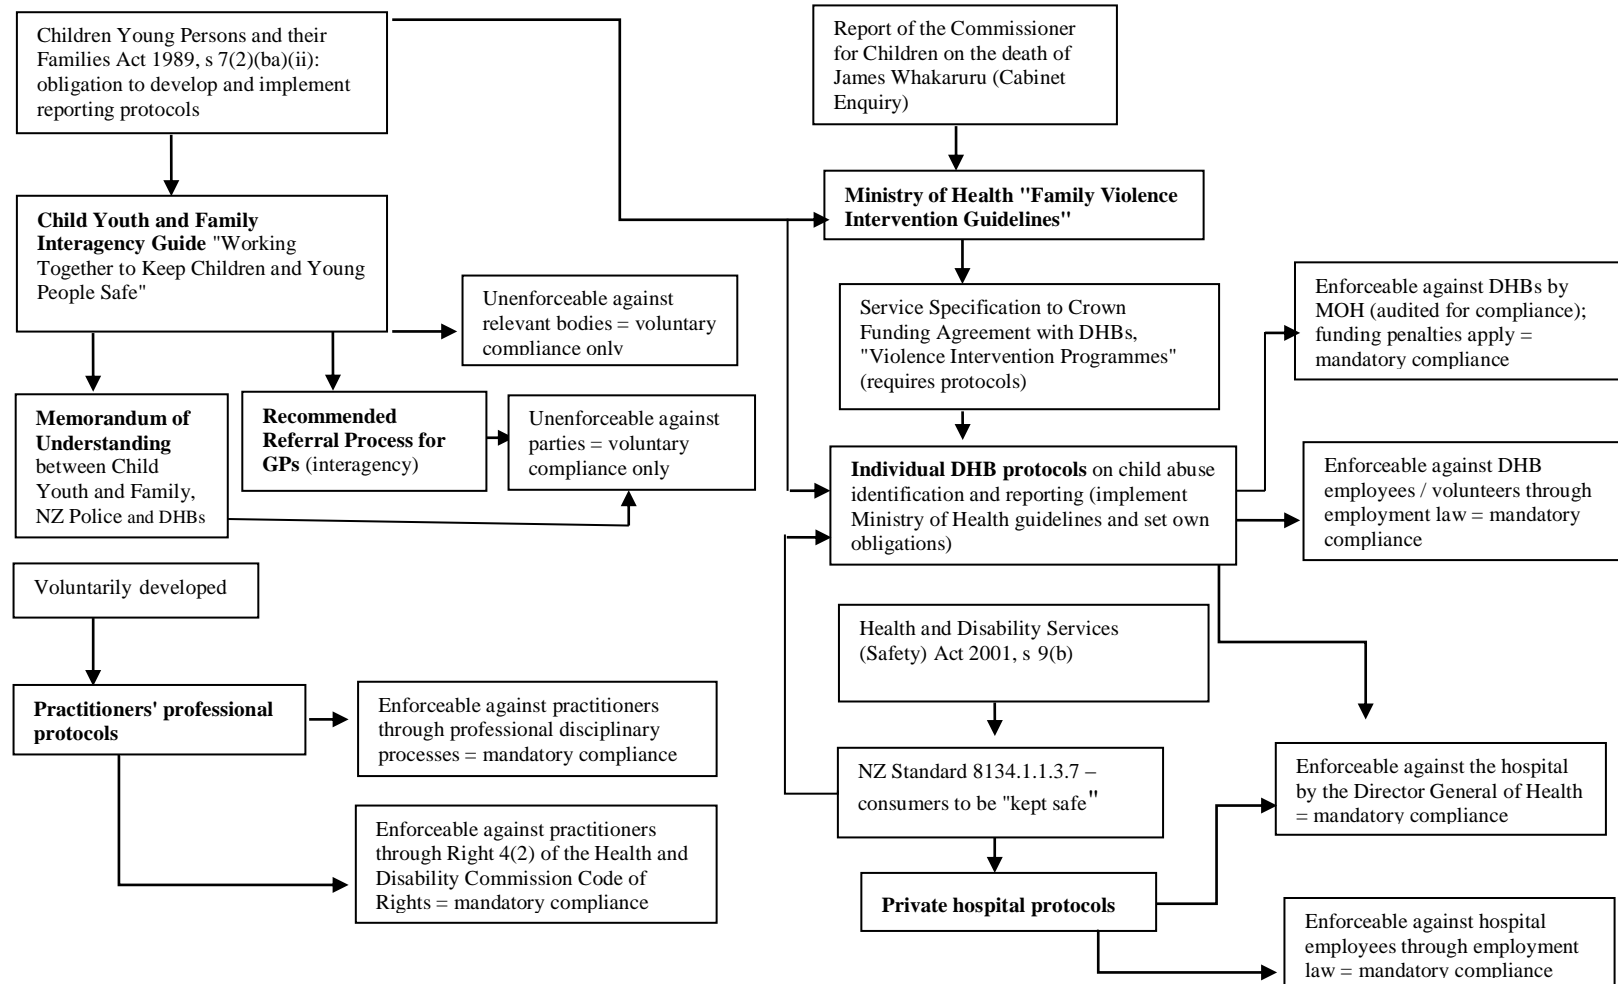 Children Young Persons and their
Families Act 1989, s 7(2)(ba)(ii):
obligation to develop and implement
reporting protocols
Report of the Commissioner
for Children on the death of
James Whakaruru (Cabinet
Enquiry)
Child Youth and Family
Interagency Guide "Working
Together to Keep Children and Young
People Safe"
Ministry of Health "Family Violence
Intervention Guidelines"
Unenforceable against
relevant bodies = voluntary
compliance only
Service Specification to Crown
Funding Agreement with DHBs,
"Violence Intervention Programmes"
(requires protocols)
Enforceable against DHBs by
MOH (audited for compliance);
funding penalties apply =
mandatory compliance
Memorandum of
Understanding
between Child
Youth and Family,
NZ Police and DHBs
Recommended
Referral Process for
GPs (interagency)
Unenforceable against
parties = voluntary
compliance only
Individual DHB protocols on child abuse
identification and reporting (implement
Ministry of Health guidelines and set own
obligations)
Enforceable against DHB
employees / volunteers through
employment law = mandatory
compliance
Voluntarily developed
Health and Disability Services
(Safety) Act 2001, s 9(b)
Practitioners' professional
protocols
Enforceable against practitioners
through professional disciplinary
processes = mandatory compliance
NZ Standard 8134.1.1.3.7 –
consumers to be "kept safe"
Enforceable against the hospital
by the Director General of Health
= mandatory compliance
Enforceable against practitioners
through Right 4(2) of the Health and
Disability Commission Code of
Rights = mandatory compliance
Private hospital protocols
Enforceable against hospital
employees through employment
law = mandatory compliance